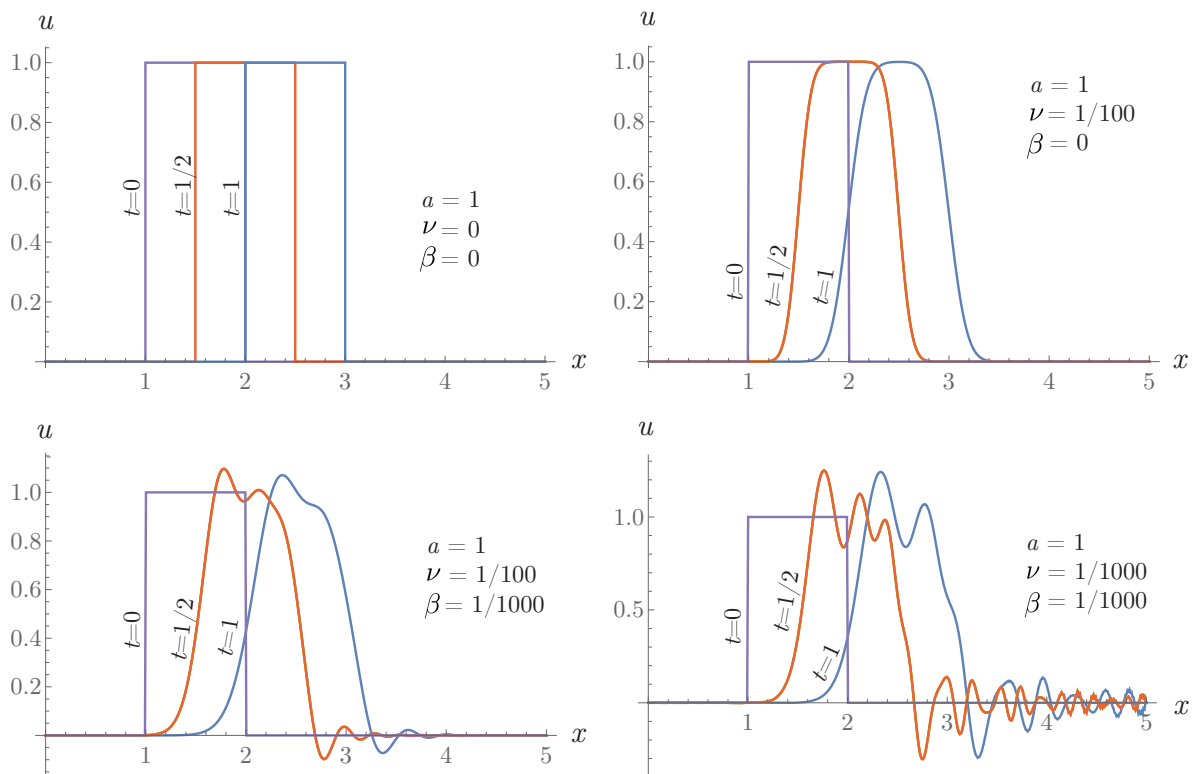 u
1.0
0.8
0.6
0.4
0.2
t=0
t=1/2
t=1
a = 1
ν = 0
β = 0
1
2
3
4
5
x
u
1.0
0.8
0.6
0.4
0.2
t=0
t=1/2
t=1
a = 1
ν = 1/100
β = 0
1
2
3
4
5
x
u
1.0
0.8
0.6
0.4
0.2
t=0
t=1/2
t=1
a = 1
ν = 1/100
β = 1/1000
1
2
3
4
5
x
u
1.0
0.5
t=0
t=1/2
t=1
a = 1
ν = 1/1000
β = 1/1000
1
2
3
4
5
x